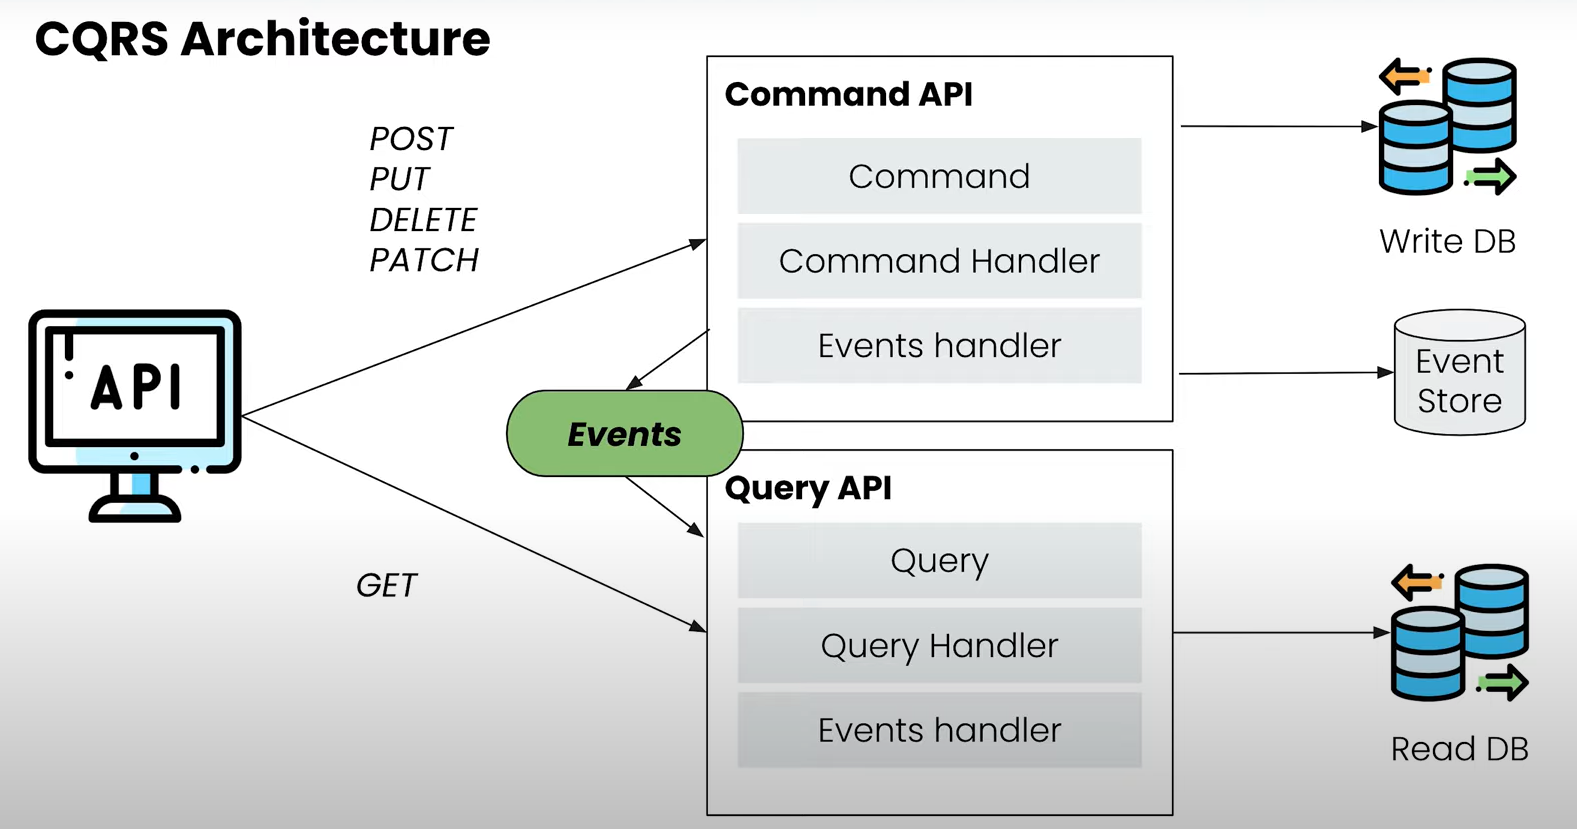 CQRS Architecture
POST
PUT
DELETE
PATCH
API
GET
Events
Command API
Command
Command Handler
Events handler
Query API
Query
Query Handler
Events handler
Write DB
Event
Store
Read DB